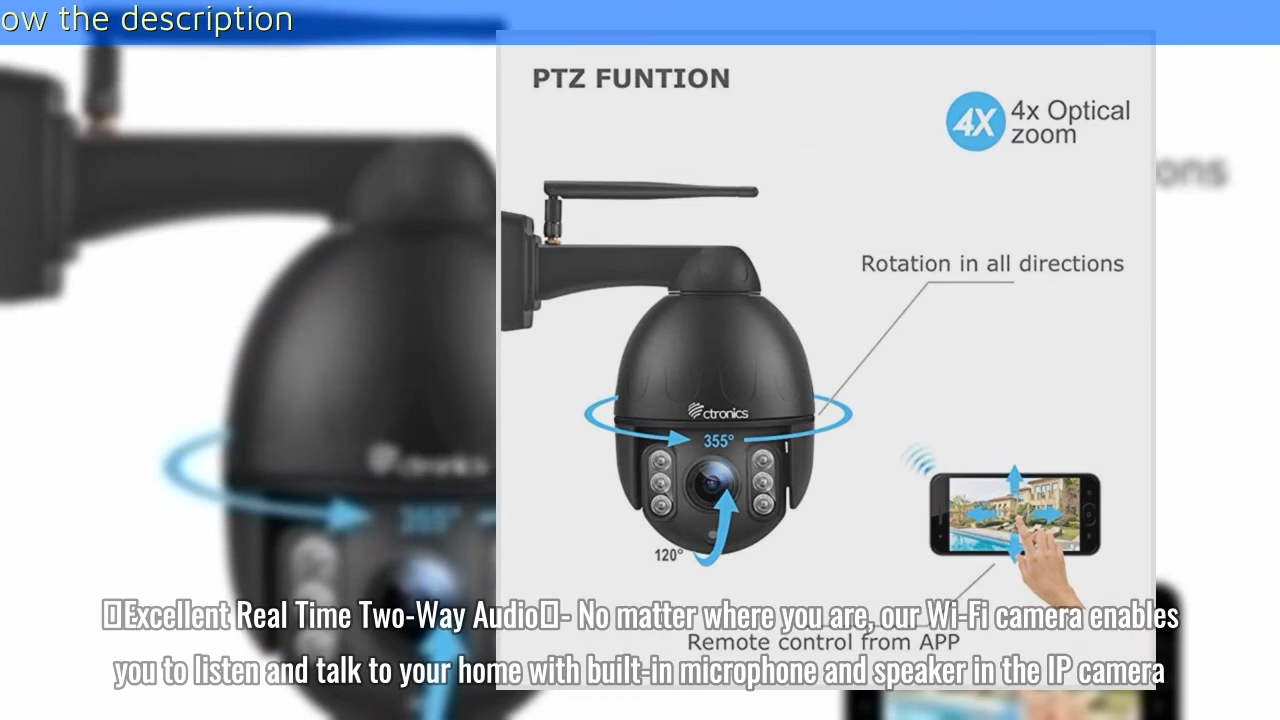 ow the description
PTZ FUNTION
4X
4x Optical
zoom
ons
Rotation in all directions
ctronics
355°
120°
Remote control from APP
Excellent Real Time Two-Way Audio - No matter where you are, our Wi-Fi camera enables
you to listen and talk to your home with built-in microphone and speaker in the IP camera